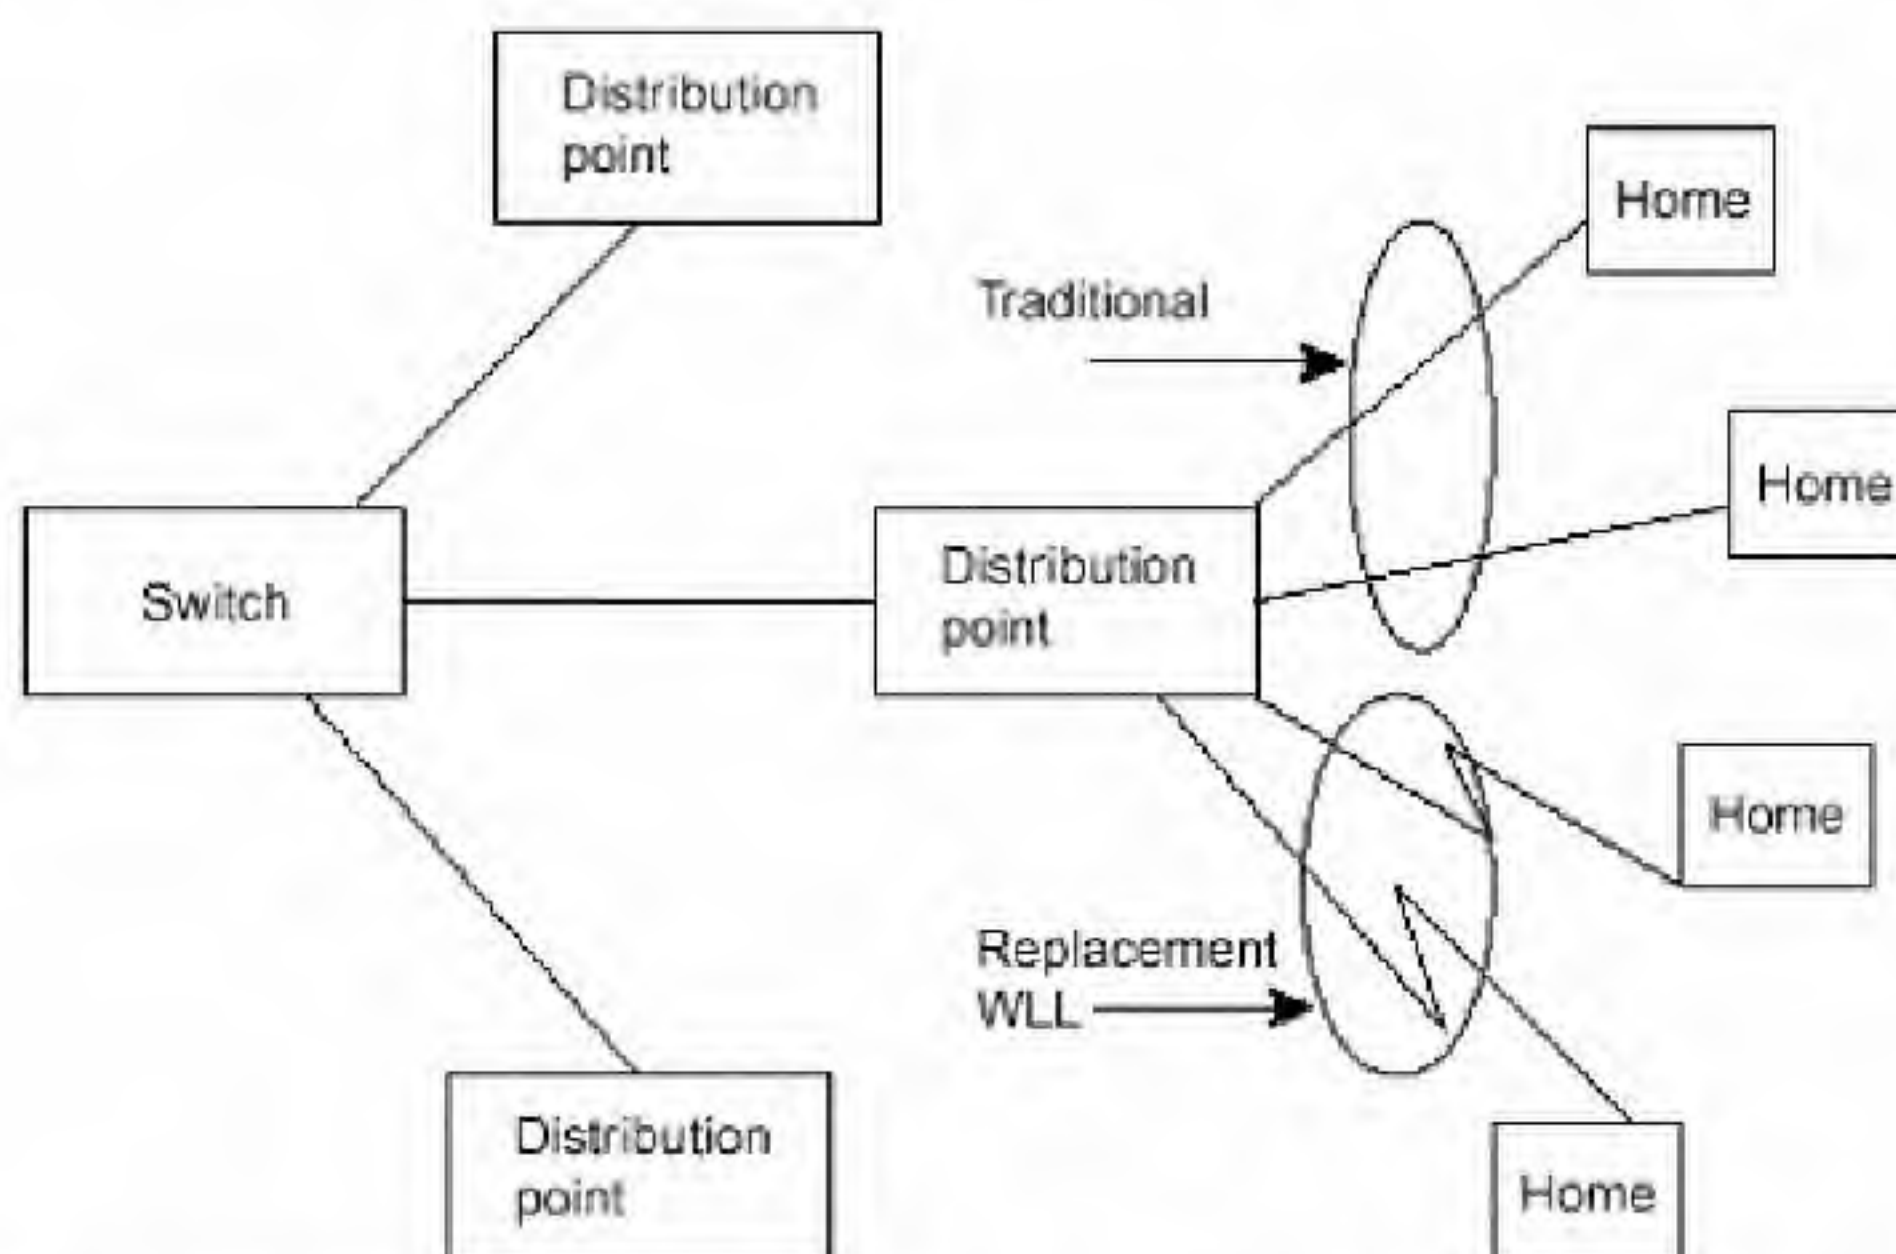 Distribution
point
Home
Traditional
Home
Switch
Distribution
point
Home
Replacement
WLL
Distribution
point
Home